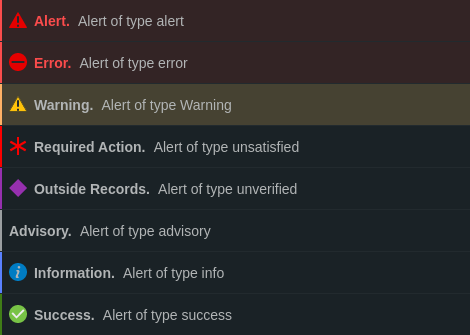 Alert. Alert of type alert
Error. Alert of type error
Warning. Alert of type Warning
Required Action. Alert of type unsatisfied
Outside Records. Alert of type unverified
Advisory. Alert of type advisory
Information. Alert of type info
Success. Alert of type success